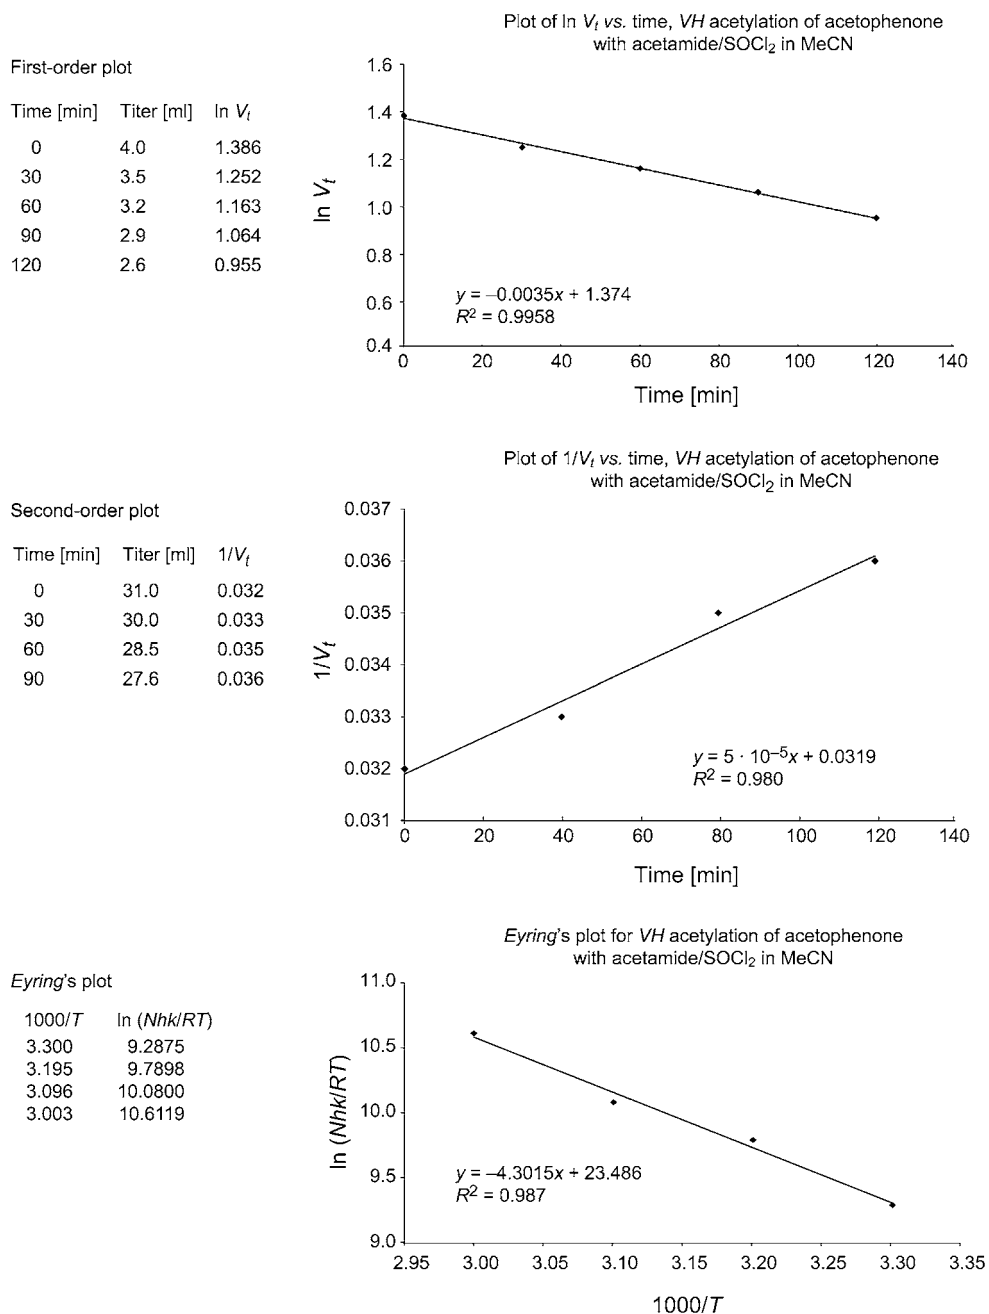 First-order plot
Time [min] Titer [ml] ln Vt
0 4.0 1.386
30 3.5 1.252
60 3.2 1.163
90 2.9 1.064
120 2.6 0.955
Plot of ln Vt vs. time, VH acetylation of acetophenone
with acetamide/SOCl2 in MeCN
1.6
1.4
1.2
1.0
0.8
0.6
0.4
ln Vt
y = –0.0035x + 1.374
R2 = 0.9958
0 20 40 60 80 100 120 140
Time [min]
Second-order plot
Time [min] Titer [ml] 1/Vt
0 31.0 0.032
30 30.0 0.033
60 28.5 0.035
90 27.6 0.036
Plot of 1/Vt vs. time, VH acetylation of acetophenone
with acetamide/SOCl2 in MeCN
0.037
0.036
0.035
0.034
0.033
0.032
0.031
1/Vt
y = 5 · 10–5x + 0.0319
R2 = 0.980
0 20 40 60 80 100 120 140
Time [min]
Eyring's plot
1000/T ln (Nhk/RT)
3.300 9.2875
3.195 9.7898
3.096 10.0800
3.003 10.6119
Eyring's plot for VH acetylation of acetophenone
with acetamide/SOCl2 in MeCN
11.0
10.5
10.0
9.5
9.0
ln (Nhk/RT)
y = –4.3015x + 23.486
R2 = 0.987
2.95 3.00 3.05 3.10 3.15 3.20 3.25 3.30 3.35
1000/T